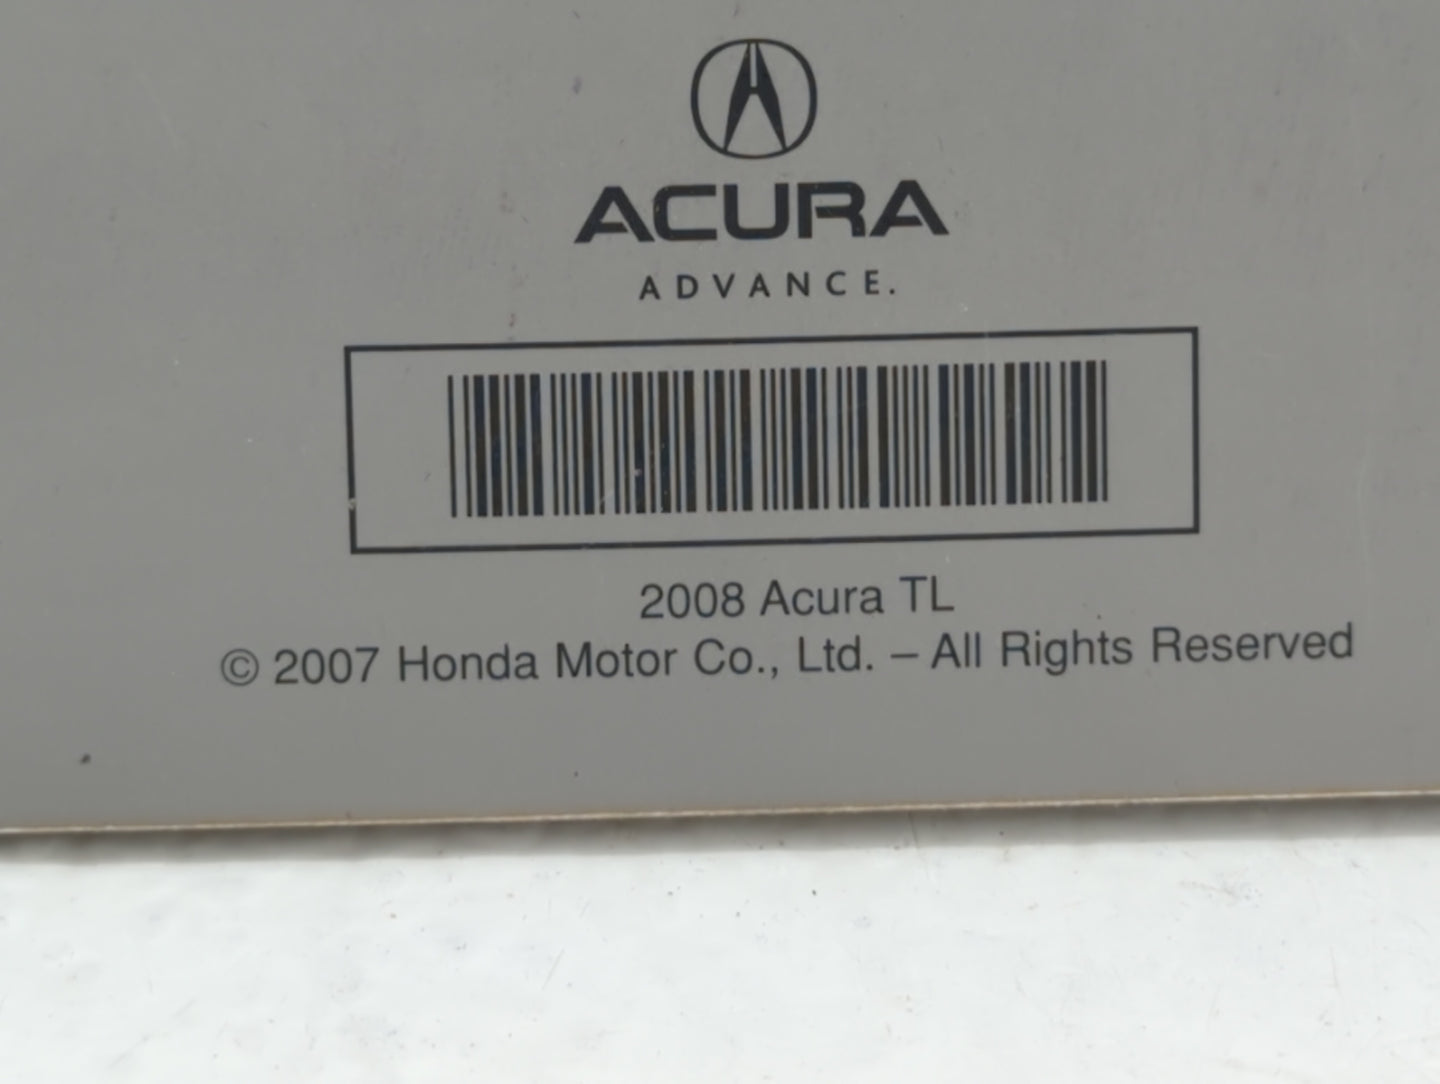 ACURA
ADVANCE.
2008 Acura TL
© 2007 Honda Motor Co., Ltd. – All Rights Reserved